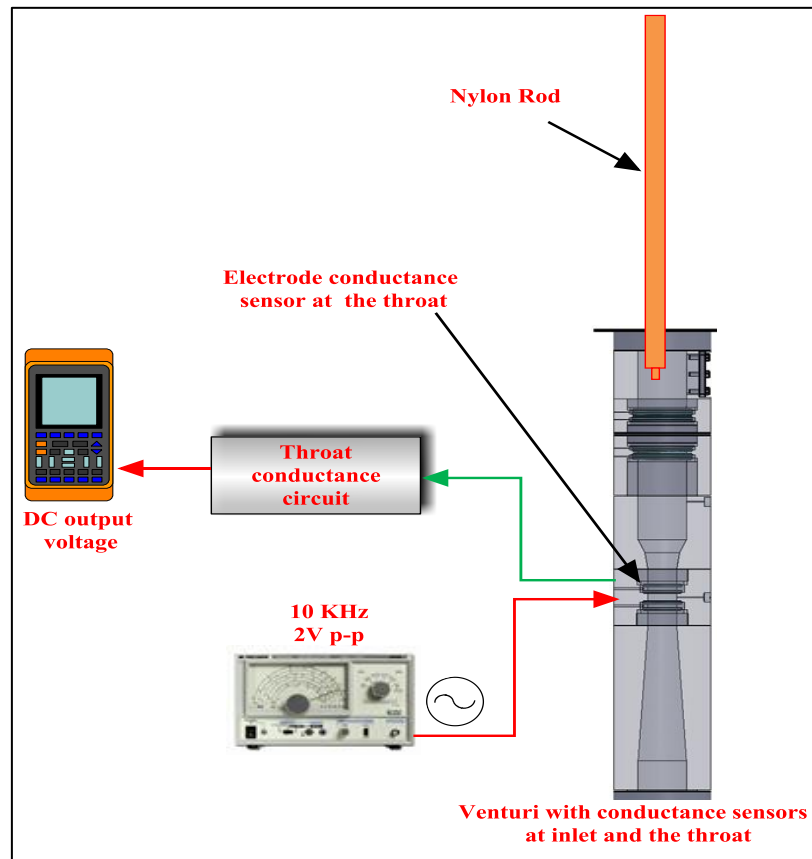 Nylon Rod
Electrode conductance
sensor at the throat
Throat
conductance
circuit
DC output
voltage
10 KHz
2V p-p
Venturi with conductance sensors
at inlet and the throat